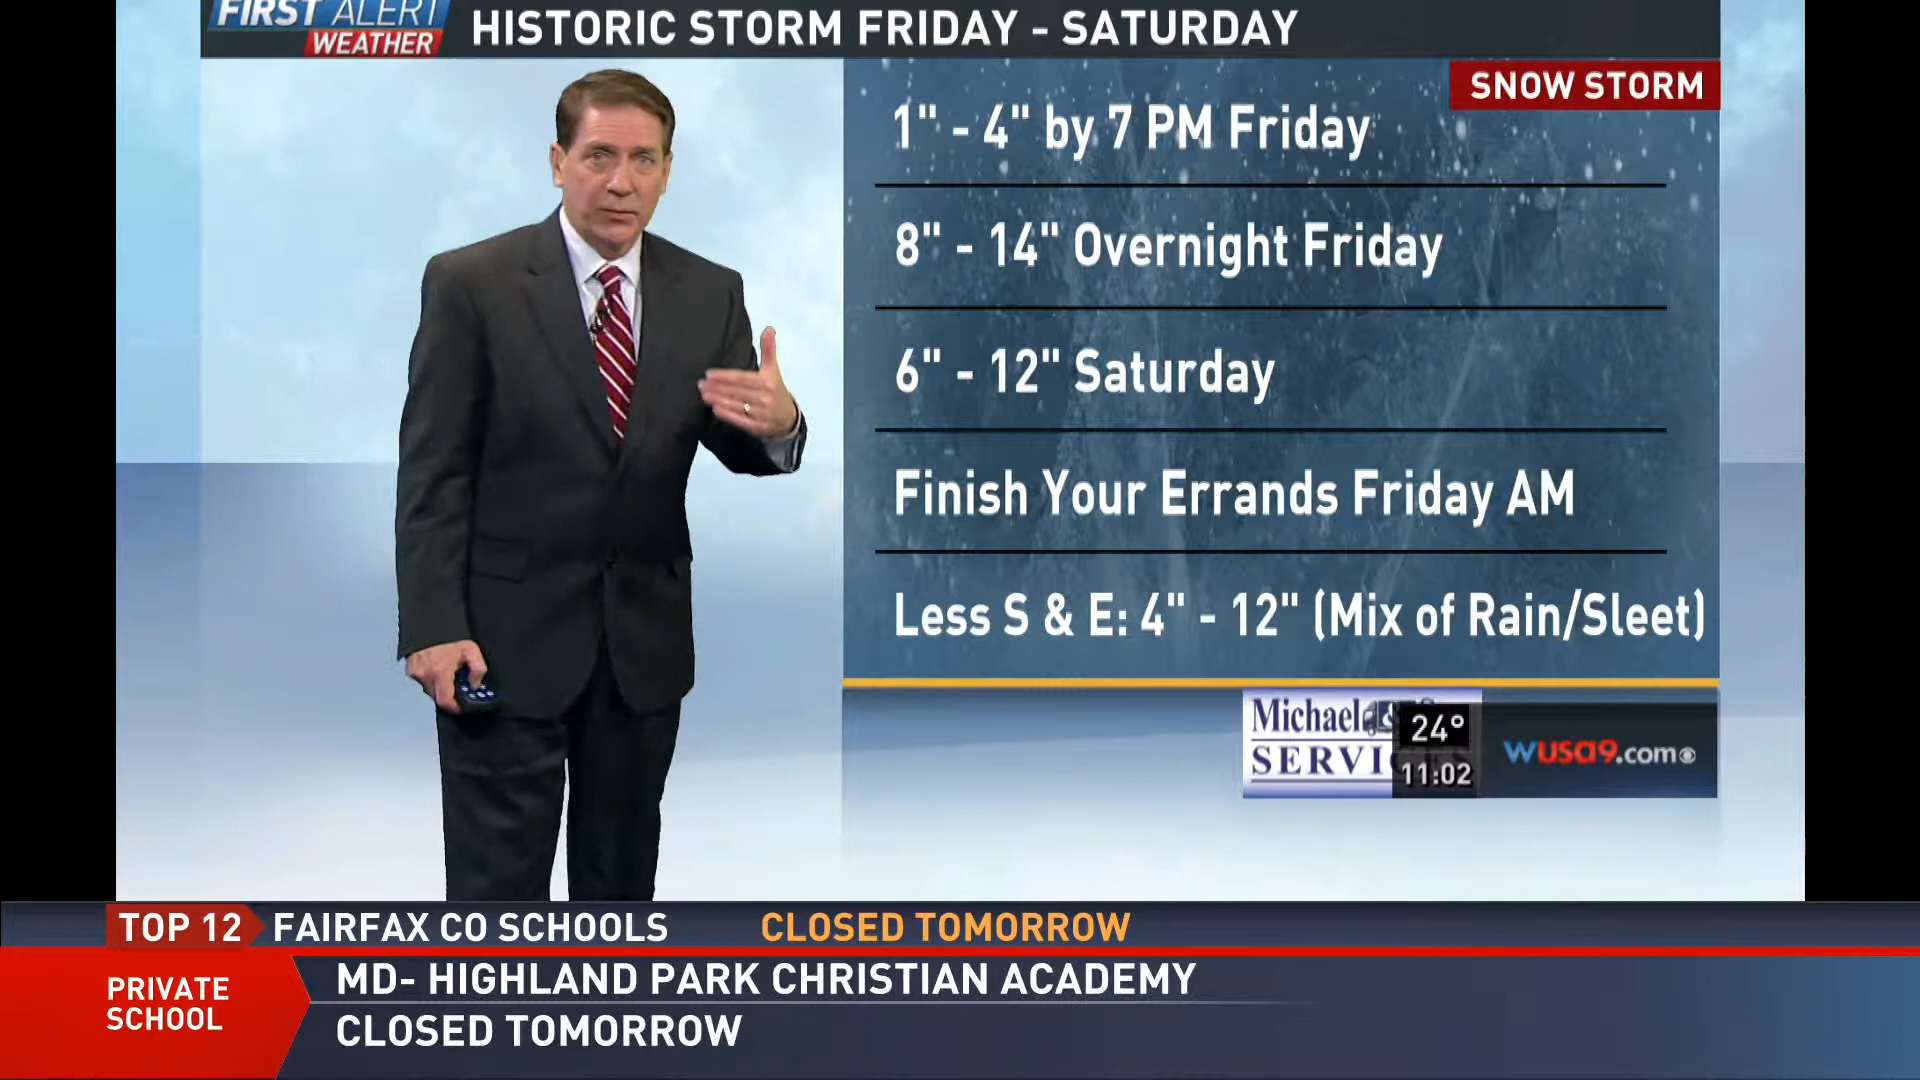 FIRST ALERT
WEATHER
HISTORIC STORM FRIDAY - SATURDAY
SNOW STORM
1" - 4" by 7 PM Friday
8" - 14" Overnight Friday
6" - 12" Saturday
Finish Your Errands Friday AM
Less S & E: 4" - 12" (Mix of Rain/Sleet)
Michael &
SERVIC
24°
11:02
wusa9.com
TOP 12
FAIRFAX CO SCHOOLS
CLOSED TOMORROW
PRIVATE
SCHOOL
MD- HIGHLAND PARK CHRISTIAN ACADEMY
CLOSED TOMORROW